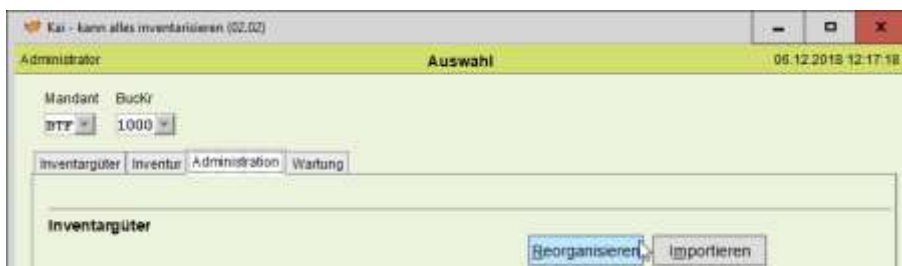 Kai - kann alles inventarisieren (02.02)
Administrator Auswahl 06.12.2018 12:17:18
Mandant BucKr
DTF 1000
Inventargüter Inventur Administration Wartung
Inventargüter
Reorganisieren Importieren